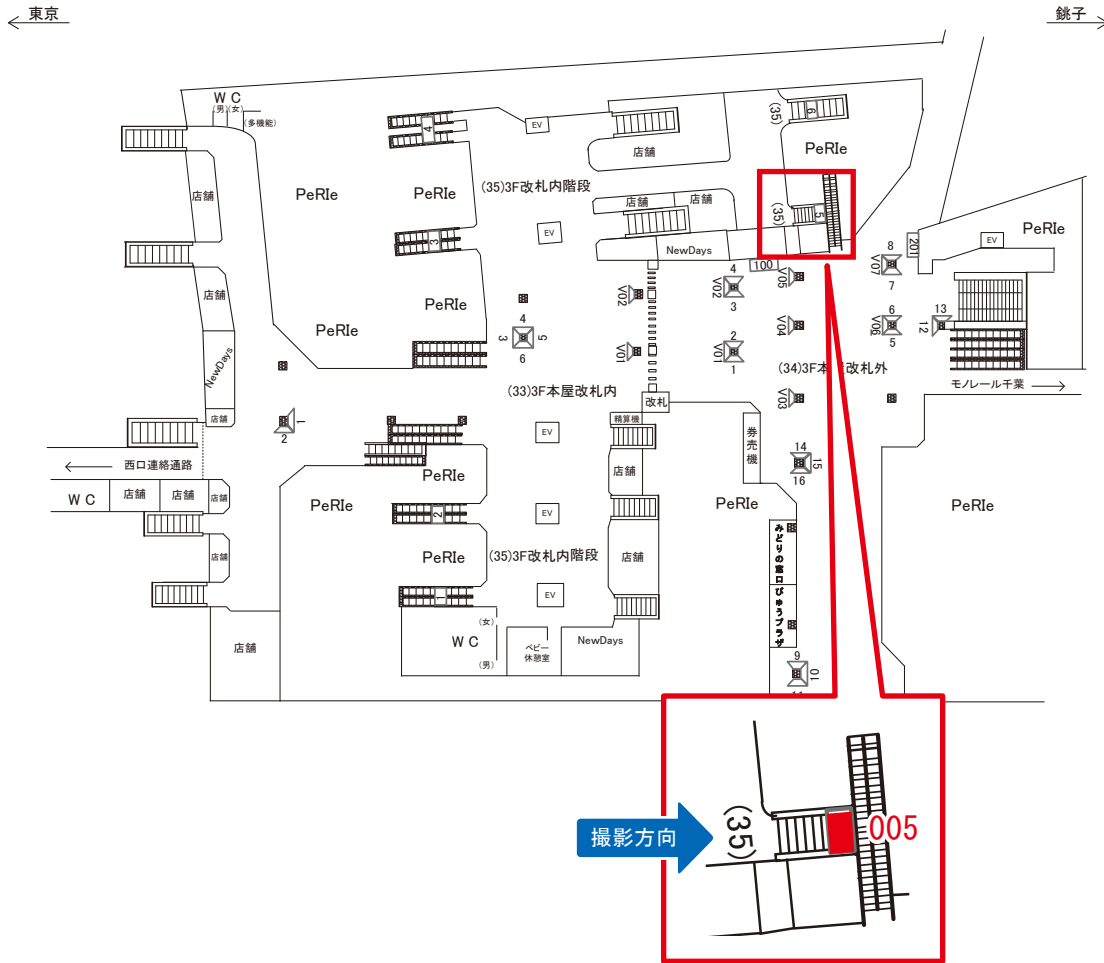 東京
銚子
WC
(男)(女)
(多機能)
店舗
PeRIe
4
PeRIe
EV
(35)3F改札内階段
店舗
(35)
6
PeRIe
店舗
店舗
(35)
5
EV
3
NewDays
100
201
EV
PeRIe
店舗
PeRIe
PeRIe
NewDays
店舗
V02
V01
4
3
5
6
4
V02
3
2
V01
1
V05
V04
V03
8
V07
7
6
V06
5
13
12
(33)3F本屋改札内
(34)3F本屋改札外
モノレール千葉
改札
精算機
券売機
1
2
EV
14
15
16
西口連絡通路
WC
店舗
店舗
店舗
店舗
店舗
PeRIe
PeRIe
2
EV
店舗
PeRIe
PeRIe
PeRIe
(35)3F改札内階段
店舗
1
EV
みどりの窓口
びゅうプラザ
WC
(女)
(男)
ベビー
休憩室
NewDays
9
10
撮影方向
(35)
005